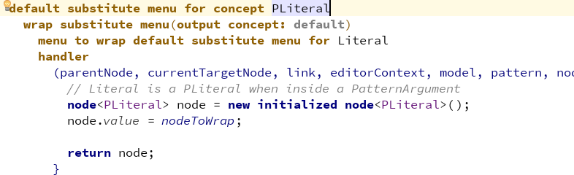 default substitute menu for concept PLiteral
wrap substitute menu(output concept: default)
menu to wrap default substitute menu for Literal
handler
(parentNode, currentTargetNode, link, editorContext, model, pattern, no
// Literal is a PLiteral when inside a PatternArgument
node<PLiteral> node = new initialized node<PLiteral>();
node.value = nodeToWrap;
return node;
}